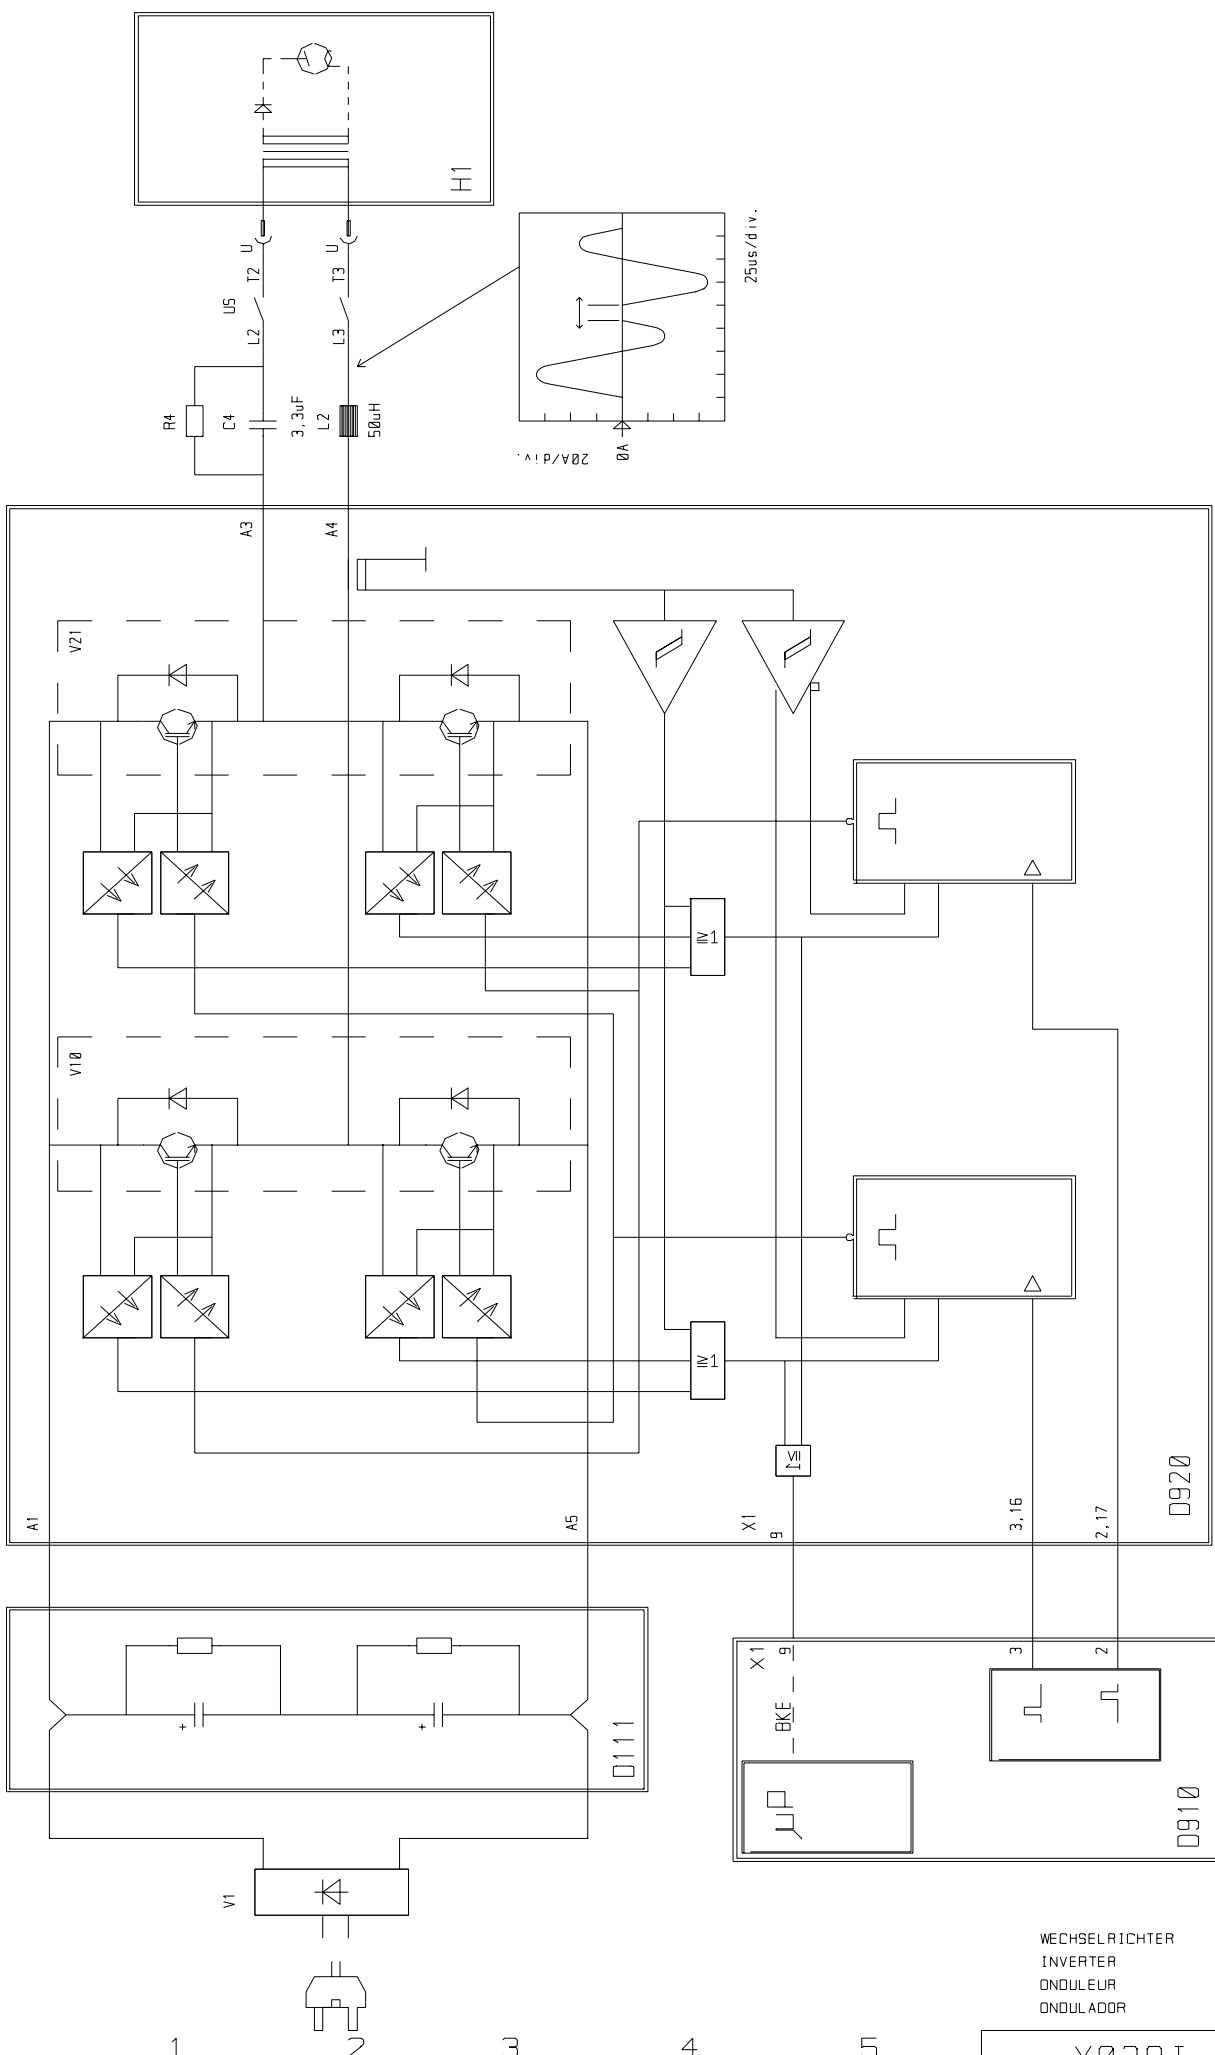 H1
U
U
T2
T3
US
L2
L3
25us/div.
R4
C4
3,3uF
L2
50uH
20A/div.
0A
A3
A4
V21
≥1
V10
≥1
≥1
A1
A5
X1
9
3,16
2,17
D920
X1
9
3
2
BKE
D111
µP
D910
V1
+
+
WECHSELRICHTER
INVERTER
ONDULEUR
ONDULADOR
1
2
3
4
5